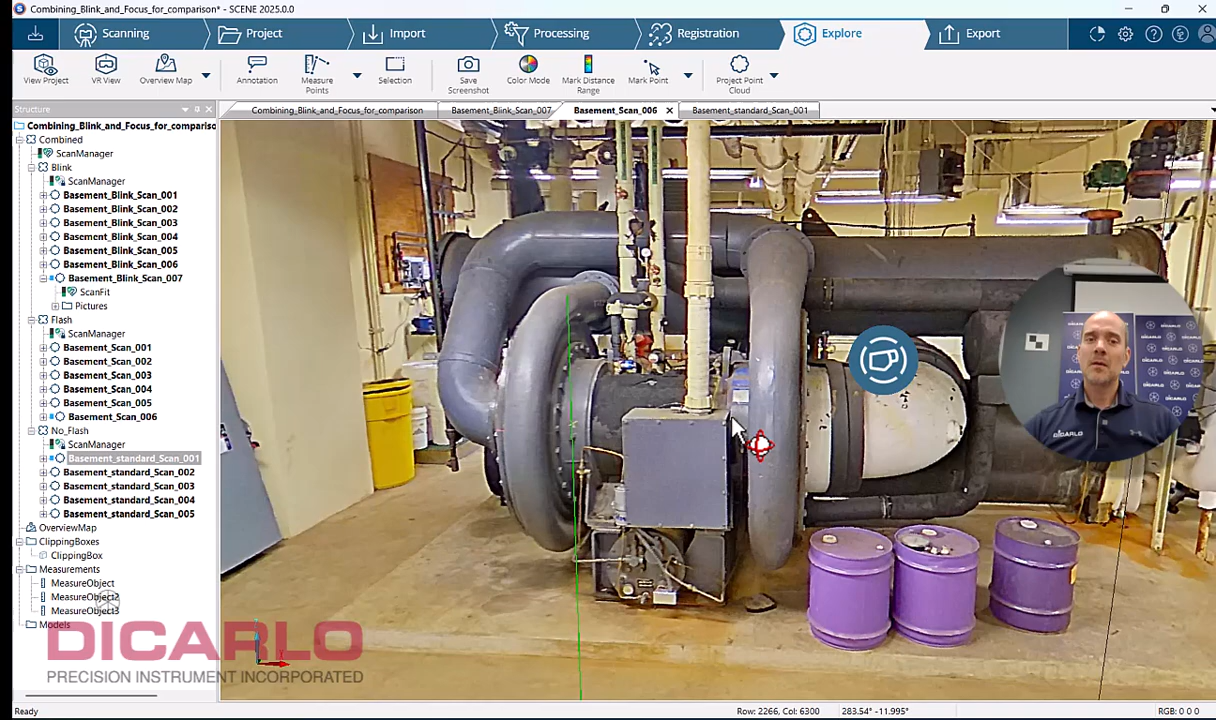 Combining_Blink_and_Focus_for_comparison* - SCENE 2025.0.0
Scanning
Project
Import
Processing
Registration
Explore
Export
View Project
VR View
Overview Map
Annotation
Measure Points
Selection
Save Screenshot
Color Mode
Mark Distance Range
Mark Point
Project Point Cloud
Structure
Combining_Blink_and_Focus_for_comparison
Basement_Blink_Scan_007
Basement_Scan_006
Basement_standard_Scan_001
Combining_Blink_and_Focus_for_compariso
Combined
ScanManager
Blink
ScanManager
Basement_Blink_Scan_001
Basement_Blink_Scan_002
Basement_Blink_Scan_003
Basement_Blink_Scan_004
Basement_Blink_Scan_005
Basement_Blink_Scan_006
Basement_Blink_Scan_007
ScanFit
Pictures
Flash
ScanManager
Basement_Scan_001
Basement_Scan_002
Basement_Scan_003
Basement_Scan_004
Basement_Scan_005
Basement_Scan_006
No_Flash
ScanManager
Basement_standard_Scan_001
Basement_standard_Scan_002
Basement_standard_Scan_003
Basement_standard_Scan_004
Basement_standard_Scan_005
OverviewMap
ClippingBoxes
ClippingBox
Measurements
MeasureObject
MeasureObject2
MeasureObject3
Models
DICARLO
PRECISION INSTRUMENT INCORPORATED
DICARLO
DICARLO
Ready
Row: 2266, Col: 6300
283.54° -11.995°
RGB: 0 0 0